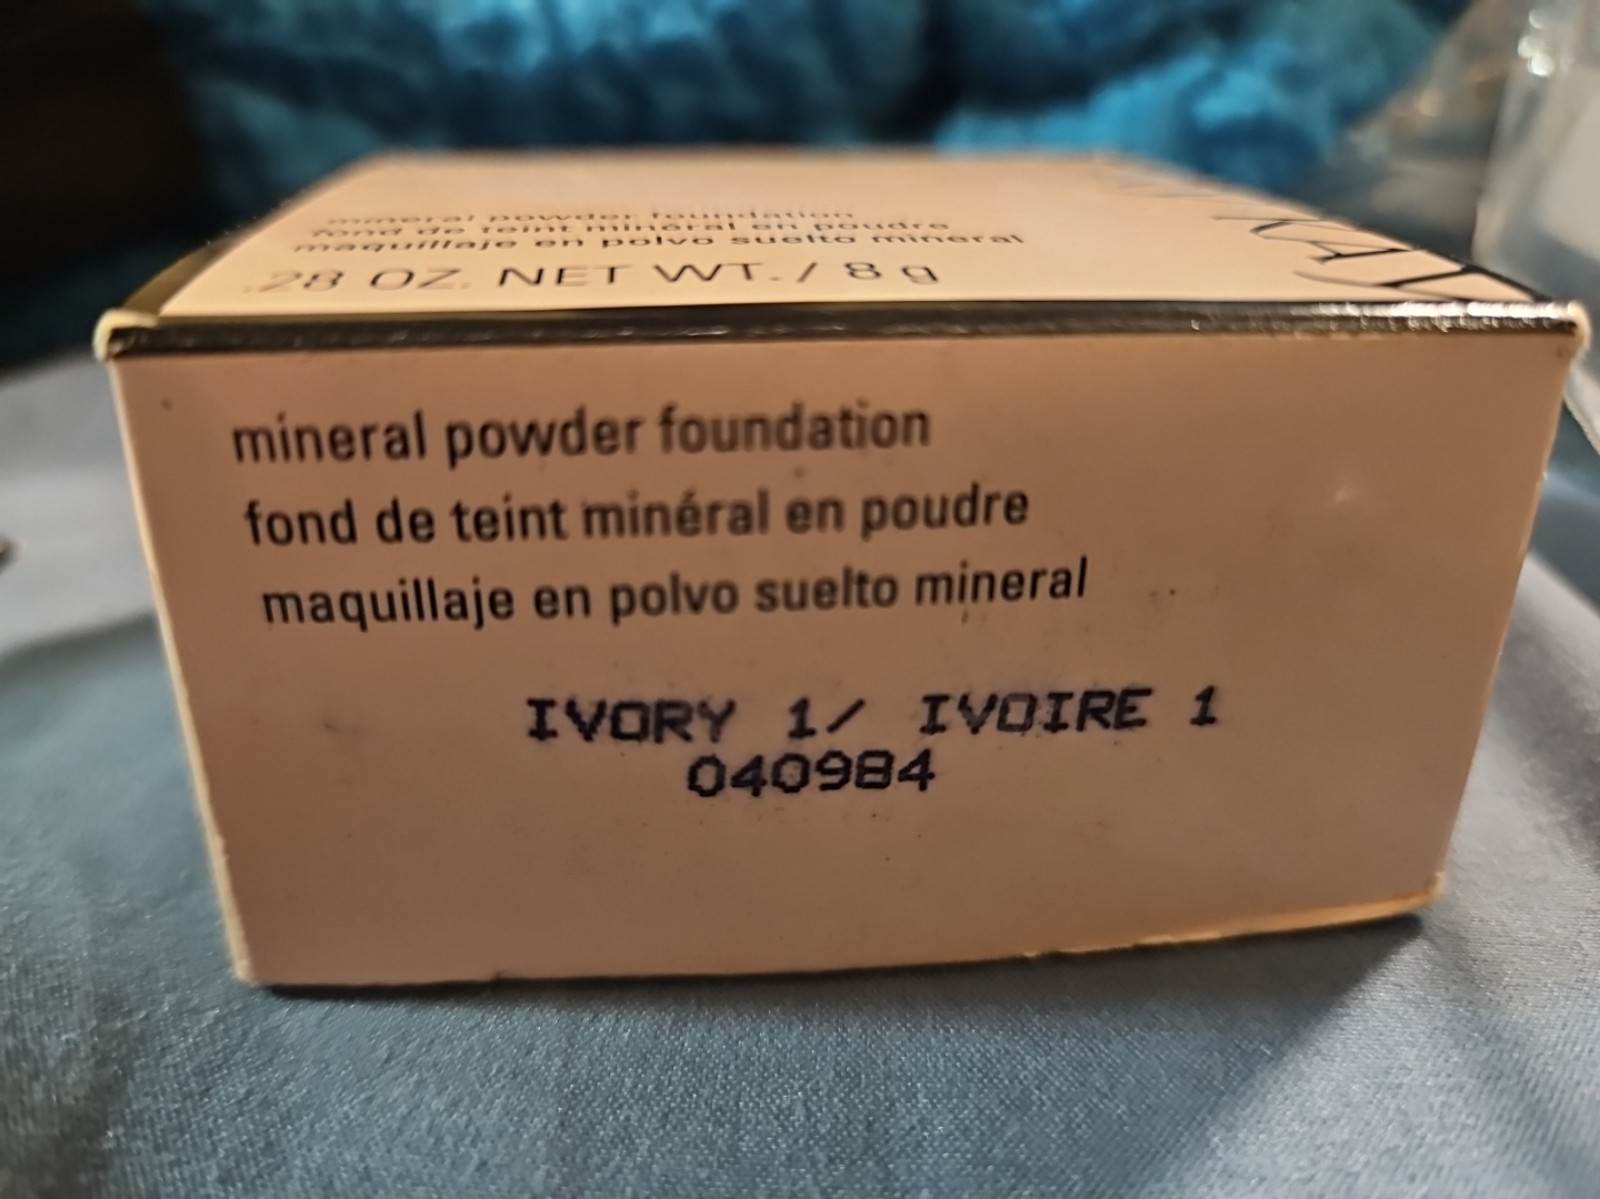 mineral powder foundation
fond de teint minéral en poudre
maquillaje en polvo suelto mineral
.28 OZ. NET WT. / 8 g
KAY
mineral powder foundation
fond de teint minéral en poudre
maquillaje en polvo suelto mineral
IVORY 1/ IVOIRE 1
040984